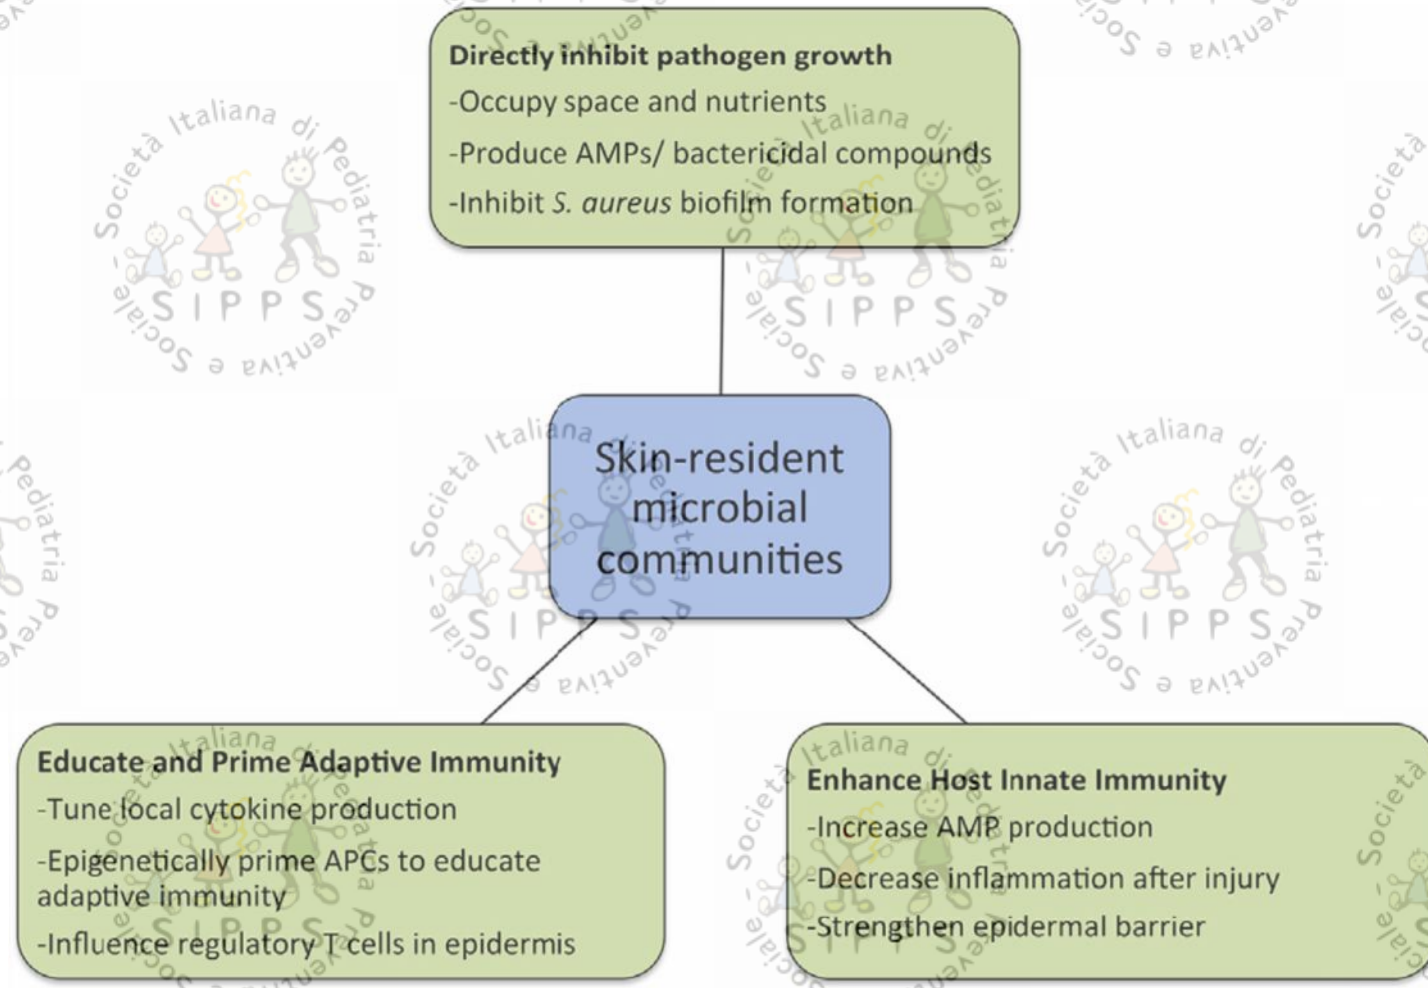 Directly inhibit pathogen growth
-Occupy space and nutrients
-Produce AMPs/ bactericidal compounds
-Inhibit S. aureus biofilm formation
Skin-resident
microbial
communities
Educate and Prime Adaptive Immunity
-Tune local cytokine production
-Epigenetically prime APCs to educate
adaptive immunity
-Influence regulatory T cells in epidermis
Enhance Host Innate Immunity
-Increase AMP production
-Decrease inflammation after injury
-Strengthen epidermal barrier
Società Italiana di Pediatria Preventiva e Sociale -
SIPPS